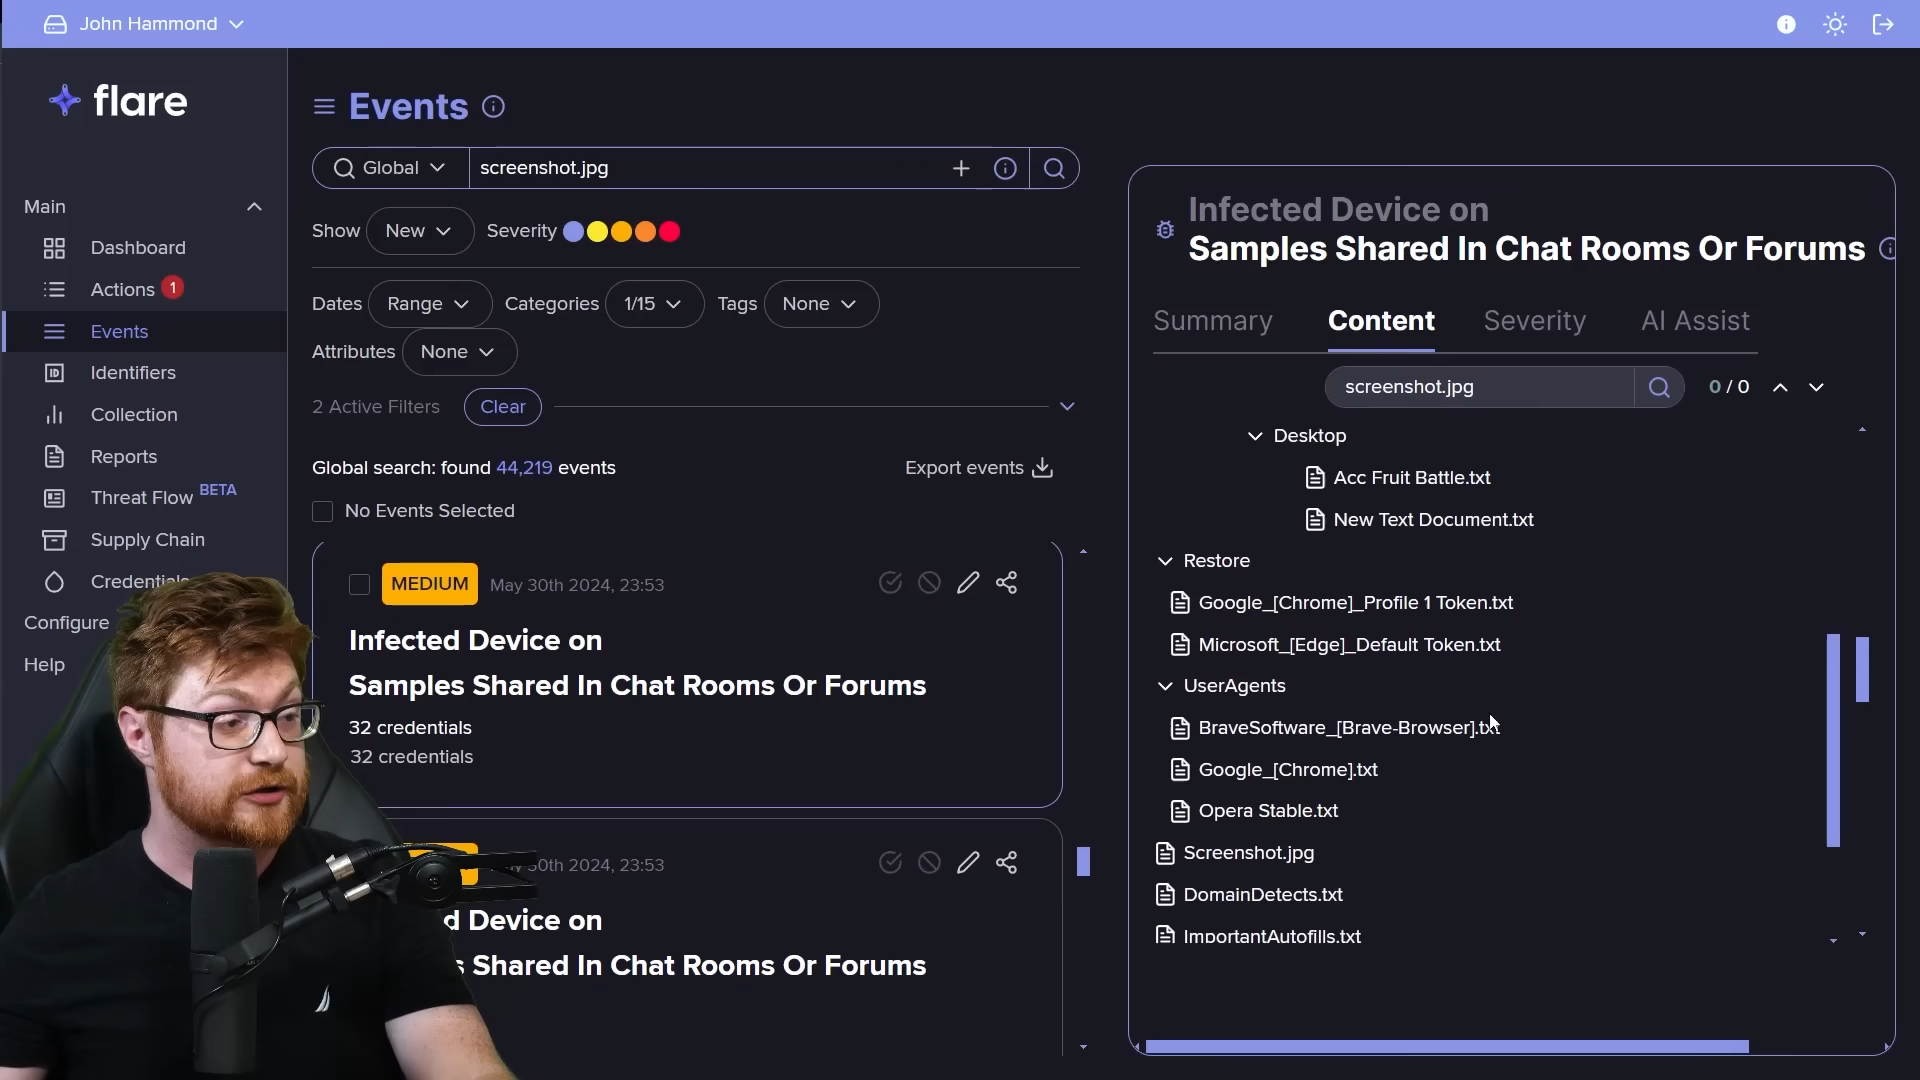 John Hammond
flare
Main
Dashboard
Actions 1
Events
Identifiers
Collection
Reports
Threat Flow BETA
Supply Chain
Credentials
Configure
Help
Events
Global screenshot.jpg
Show New Severity
Dates Range Categories 1/15 Tags None
Attributes None
2 Active Filters Clear
Global search: found 44,219 events Export events
No Events Selected
MEDIUM May 30th 2024, 23:53
Infected Device on
Samples Shared In Chat Rooms Or Forums
32 credentials
32 credentials
30th 2024, 23:53
d Device on
s Shared In Chat Rooms Or Forums
Infected Device on
Samples Shared In Chat Rooms Or Forums
Summary Content Severity AI Assist
screenshot.jpg 0 / 0
Desktop
Acc Fruit Battle.txt
New Text Document.txt
Restore
Google_[Chrome]_Profile 1 Token.txt
Microsoft_[Edge]_Default Token.txt
UserAgents
BraveSoftware_[Brave-Browser].txt
Google_[Chrome].txt
Opera Stable.txt
Screenshot.jpg
DomainDetects.txt
ImportantAutofills.txt